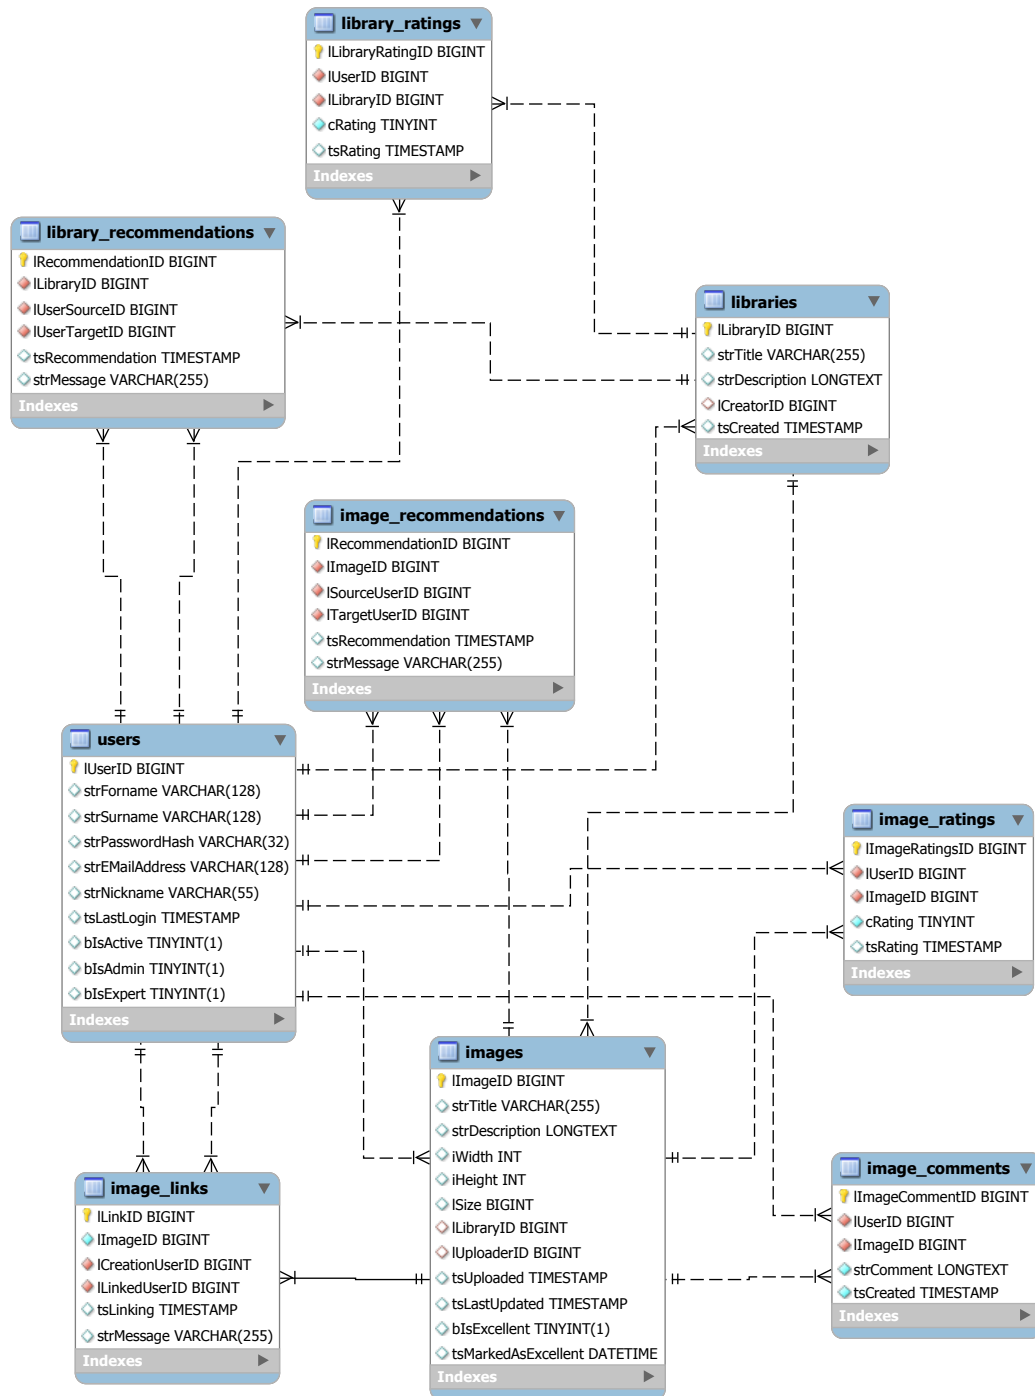 library_ratings
lLibraryRatingID BIGINT
lUserID BIGINT
lLibraryID BIGINT
cRating TINYINT
tsRating TIMESTAMP
Indexes
library_recommendations
lRecommendationID BIGINT
lLibraryID BIGINT
lUserSourceID BIGINT
lUserTargetID BIGINT
tsRecommendation TIMESTAMP
strMessage VARCHAR(255)
Indexes
libraries
lLibraryID BIGINT
strTitle VARCHAR(255)
strDescription LONGTEXT
lCreatorID BIGINT
tsCreated TIMESTAMP
Indexes
image_recommendations
lRecommendationID BIGINT
lImageID BIGINT
lSourceUserID BIGINT
lTargetUserID BIGINT
tsRecommendation TIMESTAMP
strMessage VARCHAR(255)
Indexes
users
lUserID BIGINT
strForname VARCHAR(128)
strSurname VARCHAR(128)
strPasswordHash VARCHAR(32)
strEMailAddress VARCHAR(128)
strNickname VARCHAR(55)
tsLastLogin TIMESTAMP
bIsActive TINYINT(1)
bIsAdmin TINYINT(1)
bIsExpert TINYINT(1)
Indexes
image_ratings
lImageRatingsID BIGINT
lUserID BIGINT
lImageID BIGINT
cRating TINYINT
tsRating TIMESTAMP
Indexes
images
lImageID BIGINT
strTitle VARCHAR(255)
strDescription LONGTEXT
iWidth INT
iHeight INT
lSize BIGINT
lLibraryID BIGINT
lUploaderID BIGINT
tsUploaded TIMESTAMP
tsLastUpdated TIMESTAMP
bIsExcellent TINYINT(1)
tsMarkedAsExcellent DATETIME
Indexes
image_comments
lImageCommentID BIGINT
lUserID BIGINT
lImageID BIGINT
strComment LONGTEXT
tsCreated TIMESTAMP
Indexes
image_links
lLinkID BIGINT
lImageID BIGINT
lCreationUserID BIGINT
lLinkedUserID BIGINT
tsLinking TIMESTAMP
strMessage VARCHAR(255)
Indexes